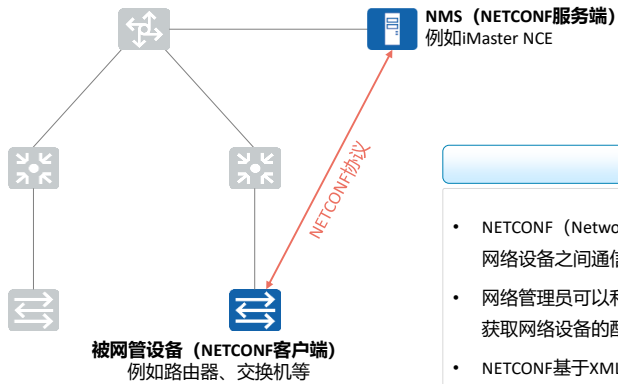 NMS（NETCONF服务端）
例如iMaster NCE
NETCONF协议
• NETCONF（Netwo
网络设备之间通信
• 网络管理员可以利
获取网络设备的配
• NETCONF基于XML
被网管设备（NETCONF客户端）
例如路由器、交换机等